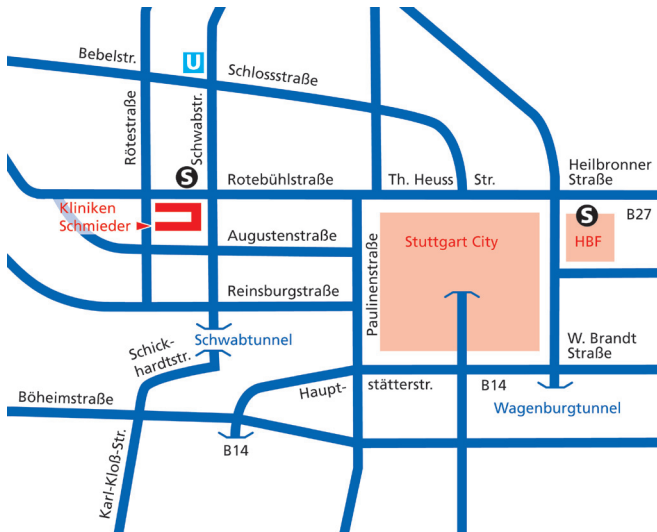 Bebelstr.
U
Schlossstraße
Rötestraße
Schwabstr.
S
Rotebühlstraße
Th. Heuss
Str.
Heilbronner
Straße
Kliniken
Schmieder
S
B27
HBF
Augustenstraße
Stuttgart City
Paulinenstraße
Reinsburgstraße
Schwabtunnel
Schick-
hardtstr.
W. Brandt
Straße
Böheimstraße
Haupt-
stätterstr.
B14
Wagenburgtunnel
B14
Karl-Kloß-Str.